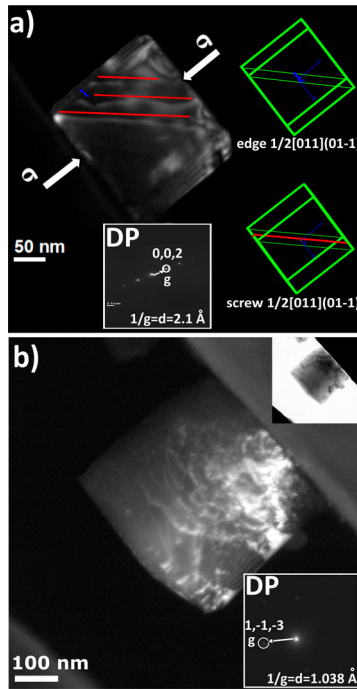 a)
σ
edge 1/2[011](01-1)
σ
50 nm
DP
0,0,2
g
1/g=d=2.1 Å
screw 1/2[011](01-1)
b)
DP
1,-1,-3
g
100 nm
1/g=d=1.038 Å